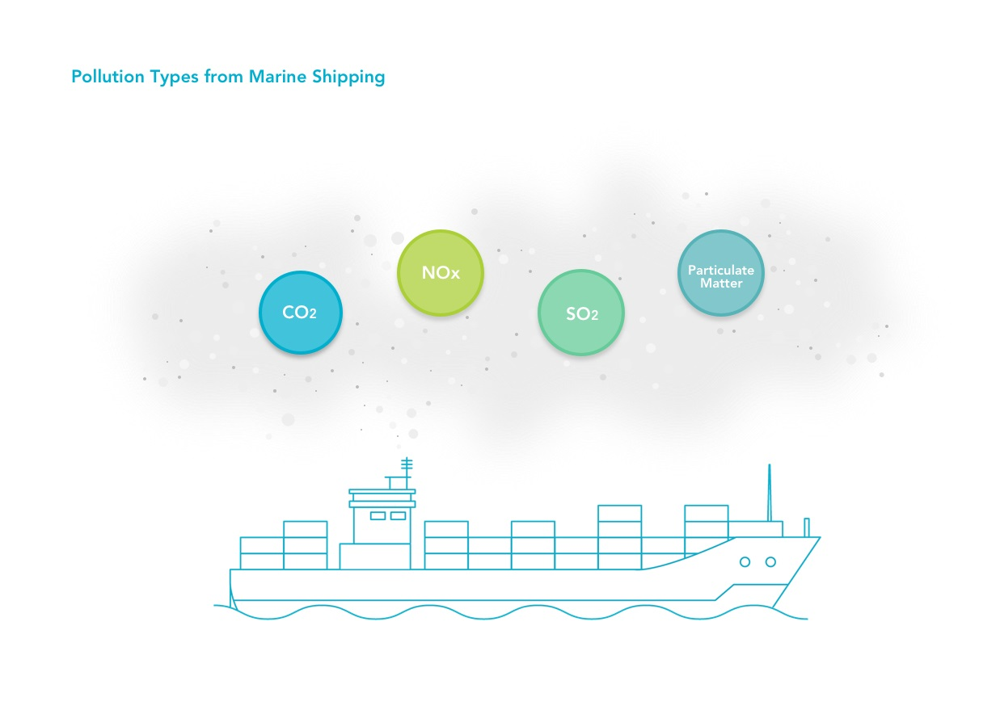 Pollution Types from Marine Shipping
NOx
Particulate
Matter
CO2
SO2